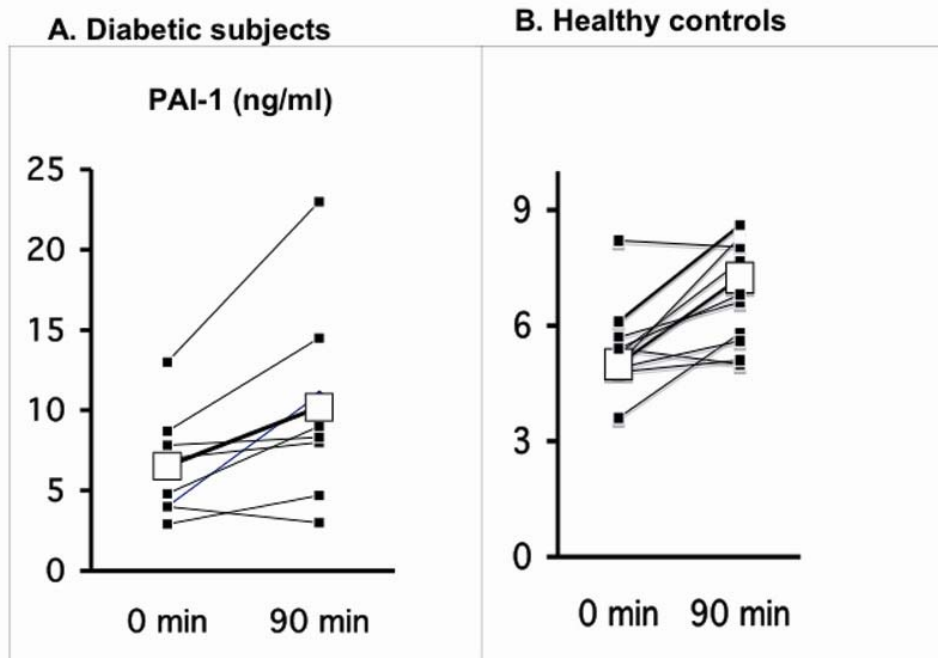 A. Diabetic subjects
PAI-1 (ng/ml)
25
20
15
10
5
0
0 min 90 min
B. Healthy controls
9
6
3
0
0 min 90 min